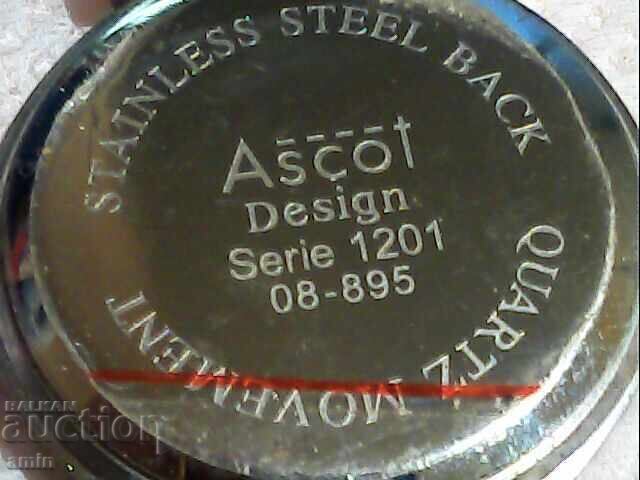 STAINLESS STEEL BACK
Ascot
Design
Serie 1201
08-895
QUARTZ MOVEMENT
BALKAN
auction
amin